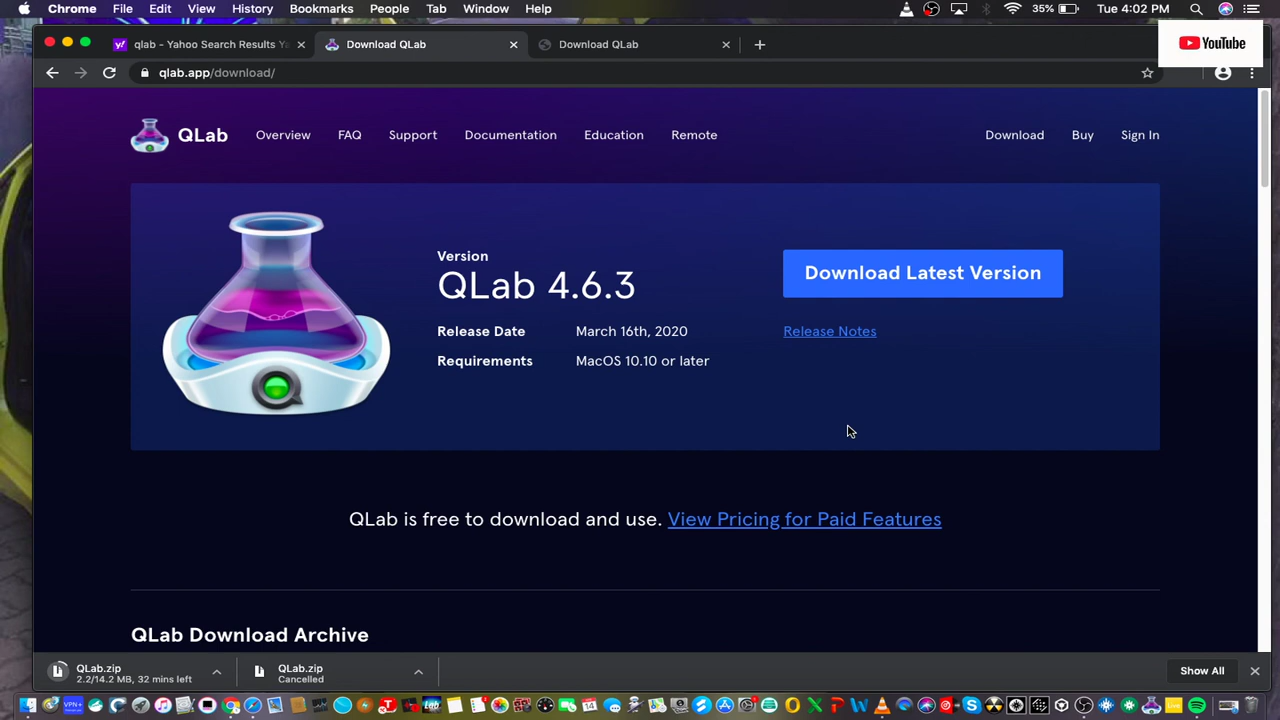 Chrome File Edit View History Bookmarks People Tab Window Help 35% Tue 4:02 PM
qlab - Yahoo Search Results Y
Download QLab
Download QLab
YouTube
qlab.app/download/
QLab Overview FAQ Support Documentation Education Remote Download Buy Sign In
Version
QLab 4.6.3
Download Latest Version
Release Date March 16th, 2020
Release Notes
Requirements MacOS 10.10 or later
QLab is free to download and use. View Pricing for Paid Features
QLab Download Archive
QLab.zip
2.2/14.2 MB, 32 mins left
QLab.zip
Cancelled
Show All